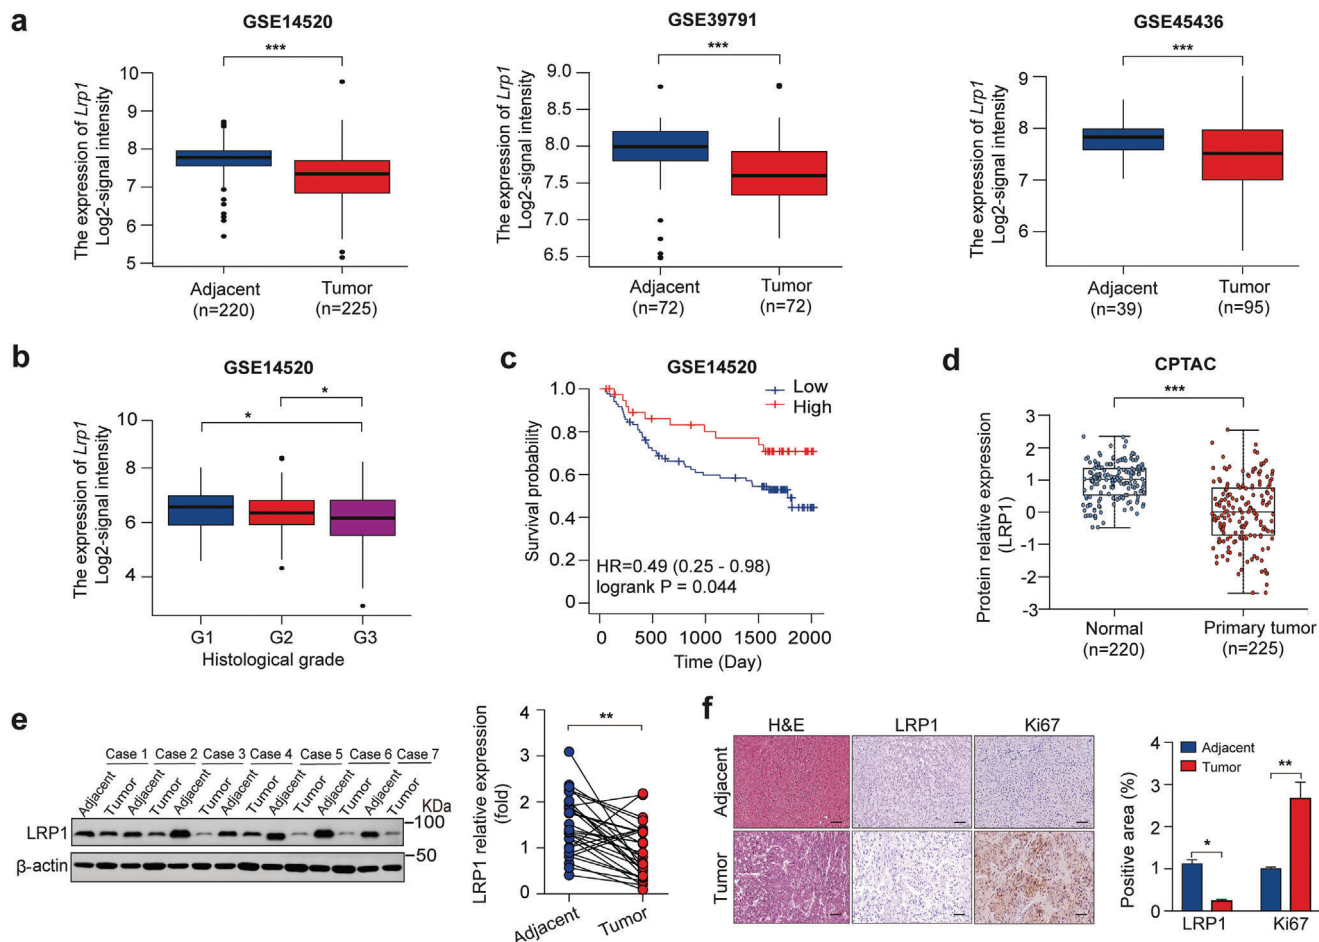 a
GSE14520
***
The expression of Lrp1
Log2-signal intensity
10
9
8
7
6
5
Adjacent
(n=220)
Tumor
(n=225)
GSE39791
***
The expression of Lrp1
Log2-signal intensity
9.0
8.5
8.0
7.5
7.0
6.5
Adjacent
(n=72)
Tumor
(n=72)
GSE45436
***
The expression of Lrp1
Log2-signal intensity
9
8
7
6
Adjacent
(n=39)
Tumor
(n=95)
b
GSE14520
*
*
The expression of Lrp1
Log2-signal intensity
10
8
6
4
G1
G2
G3
Histological grade
c
GSE14520
Low
High
Survival probability
1.0
0.8
0.6
0.4
0.2
0
HR=0.49 (0.25 - 0.98)
logrank P = 0.044
0
500
1000
1500
2000
Time (Day)
d
CPTAC
***
Protein relative expression
(LRP1)
3
2
1
0
-1
-2
-3
Normal
(n=220)
Primary tumor
(n=225)
e
Case 1
Case 2
Case 3
Case 4
Case 5
Case 6
Case 7
Adjacent
Tumor
Adjacent
Tumor
Adjacent
Tumor
Adjacent
Tumor
Adjacent
Tumor
Adjacent
Tumor
Adjacent
Tumor
KDa
LRP1
100
β-actin
50
LRP1 relative expression
(fold)
**
4
3
2
1
0
Adjacent
Tumor
f
H&E
LRP1
Ki67
Adjacent
Tumor
Positive area (%)
Adjacent
Tumor
**
*
4
3
2
1
0
LRP1
Ki67